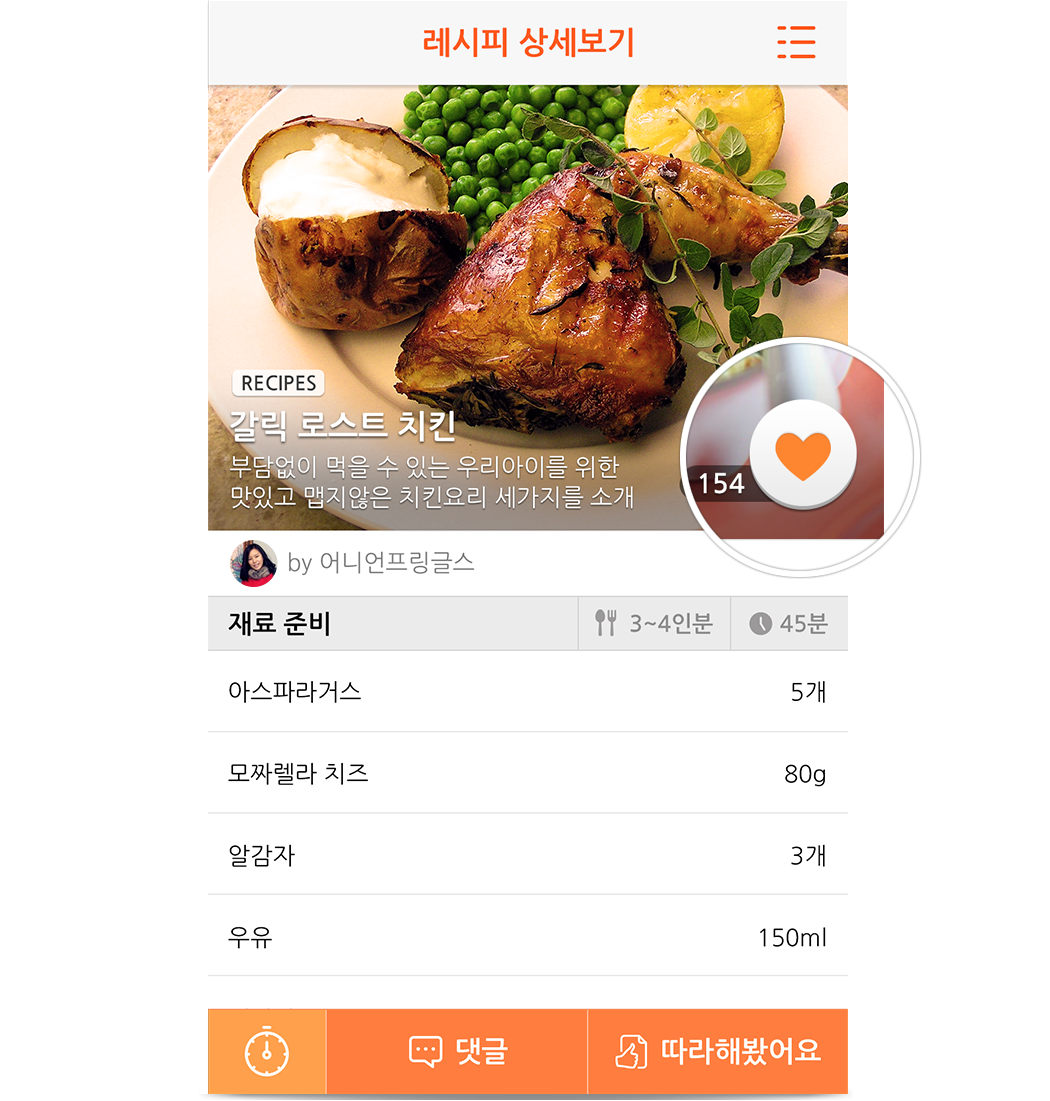 레시피 상세보기
RECIPES
갈릭 로스트 치킨
부담없이 먹을 수 있는 우리아이를 위한
맛있고 맵지않은 치킨요리 세가지를 소개
154
by 어니언프링글스
재료 준비 3~4인분 45분
아스파라거스 5개
모짜렐라 치즈 80g
알감자 3개
우유 150ml
댓글 따라해봤어요